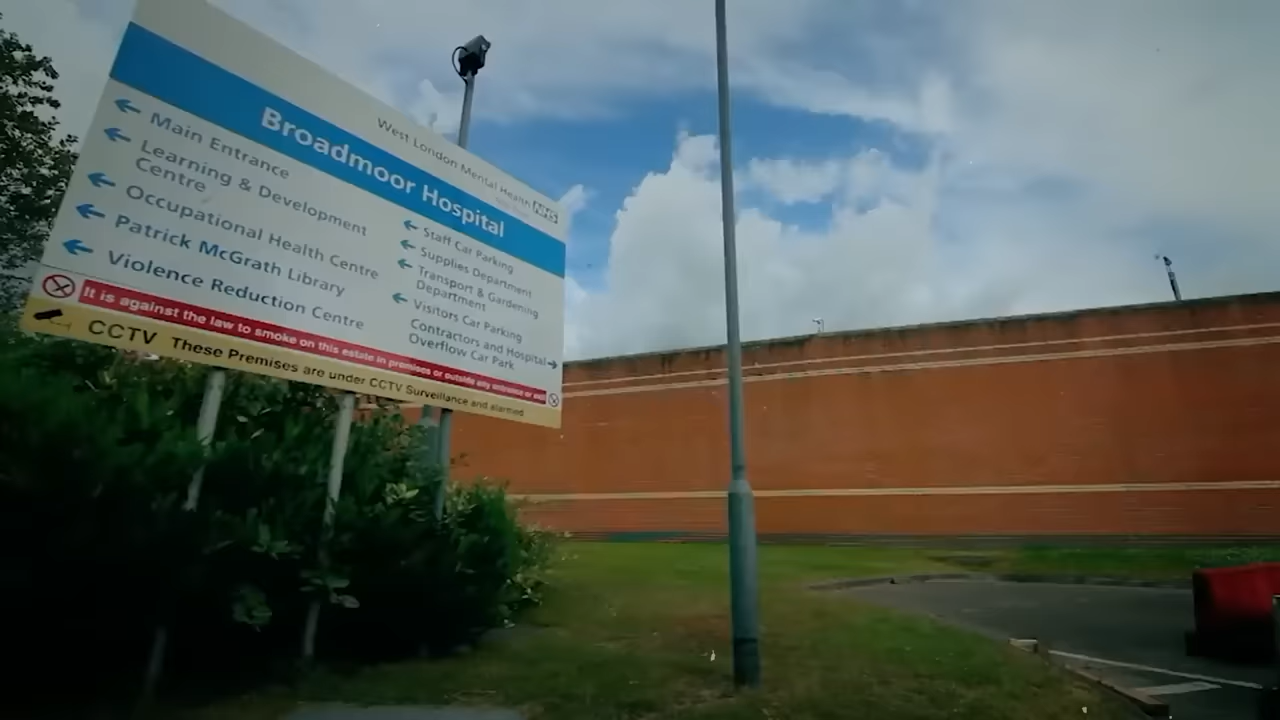 West London Mental Health NHS
Broadmoor Hospital
Main Entrance
Learning & Development
Centre
Occupational Health Centre
Patrick McGrath Library
Violence Reduction Centre
Staff Car Parking
Supplies Department
Transport & Gardening
Department
Visitors Car Parking
Contractors and Hospital
Overflow Car Park
It is against the law to smoke on this estate in premises or outside any entrance or exit
CCTV These Premises are under CCTV Surveillance and alarmed